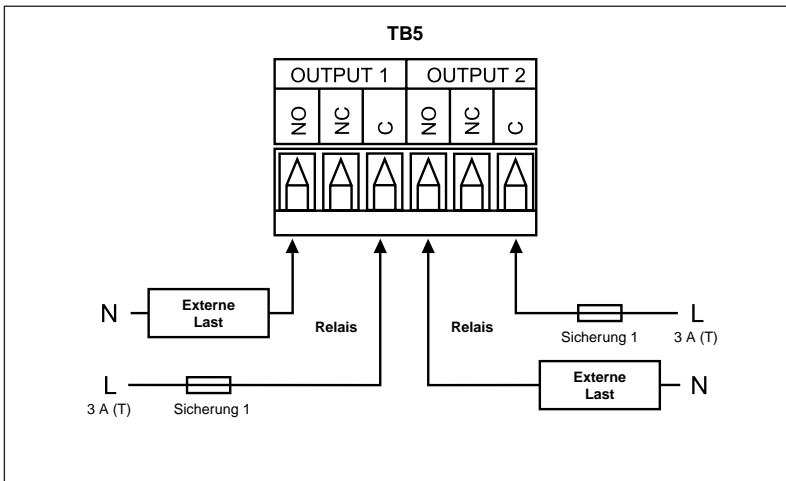 TB5
OUTPUT 1 OUTPUT 2
NO NC C NO NC C
N Externe Last
Relais Relais
Sicherung 1 L
3 A (T)
L
3 A (T) Sicherung 1
Externe Last N